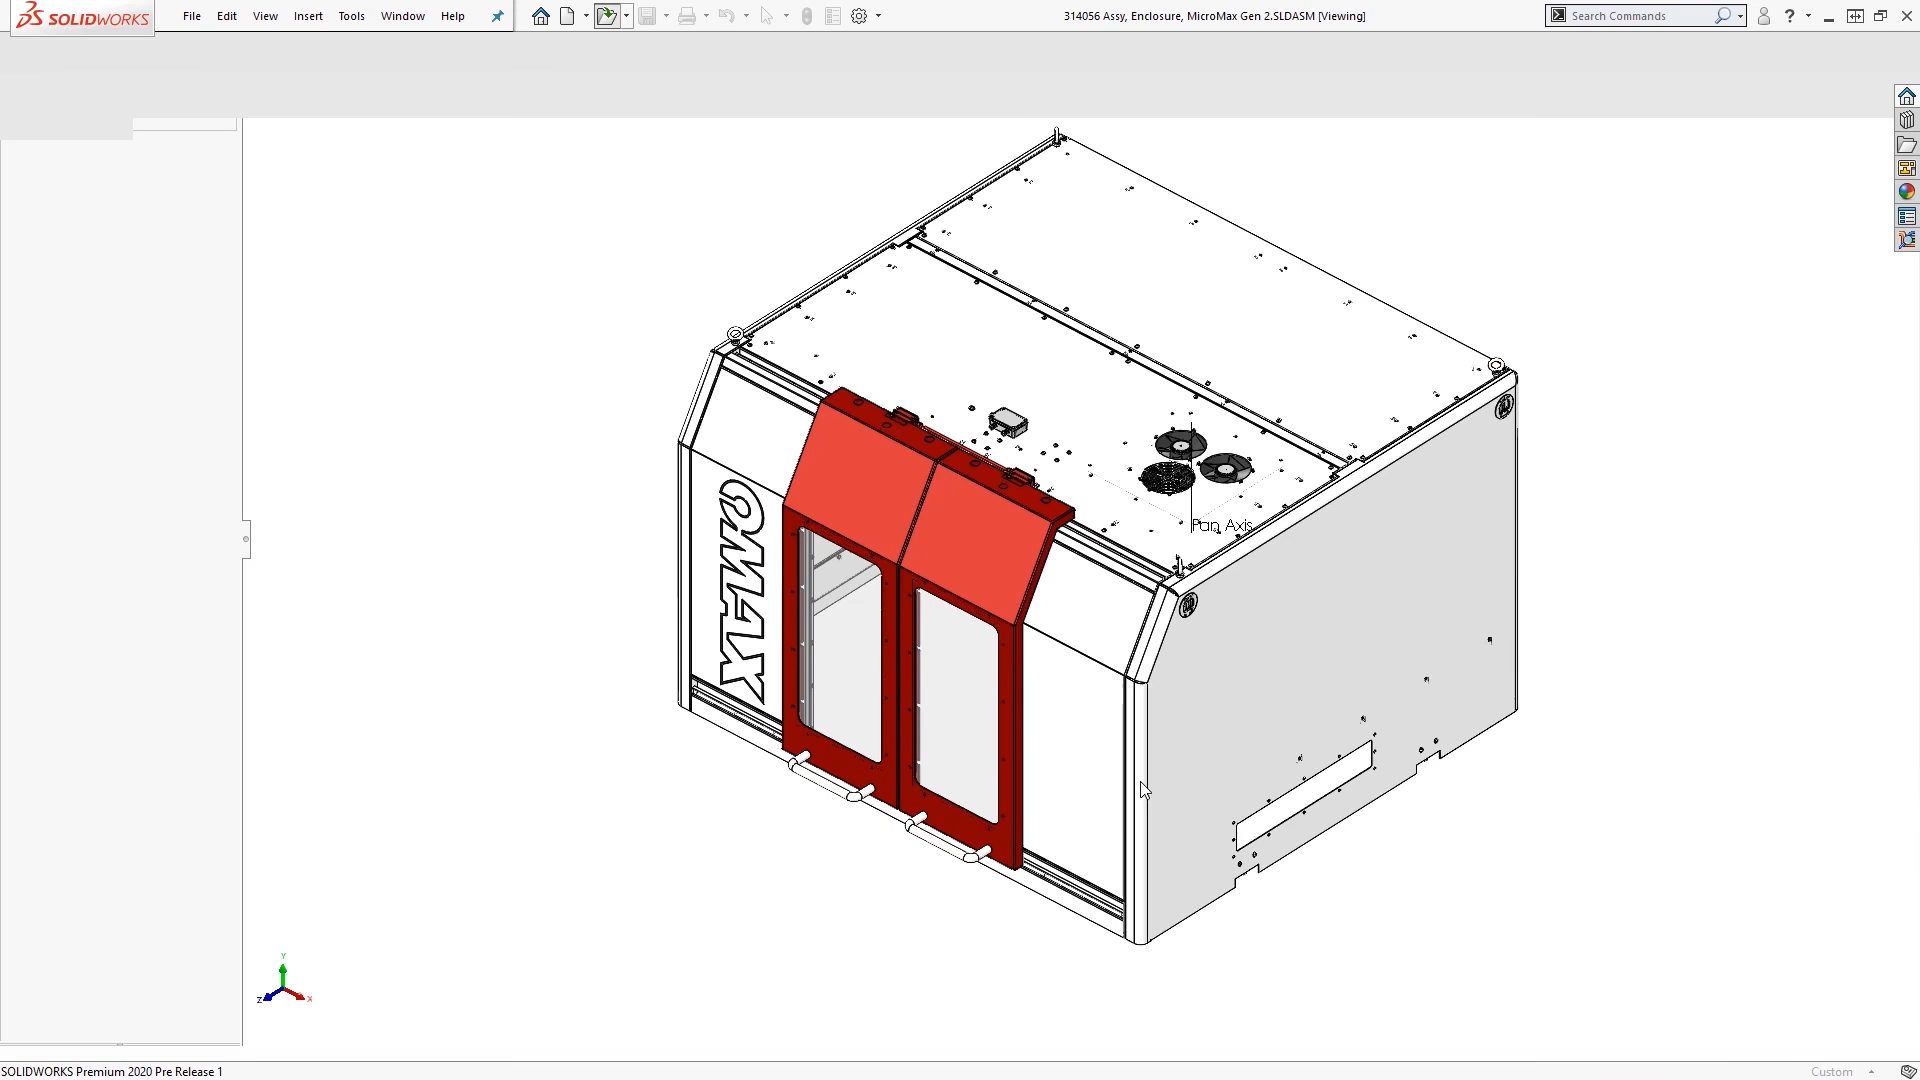 SOLIDWORKS
File Edit View Insert Tools Window Help
314056 Assy, Enclosure, MicroMax Gen 2.SLDASM [Viewing]
Search Commands
?
OMAX
Pan Axis
Y
Z
X
SOLIDWORKS Premium 2020 Pre Release 1
Custom